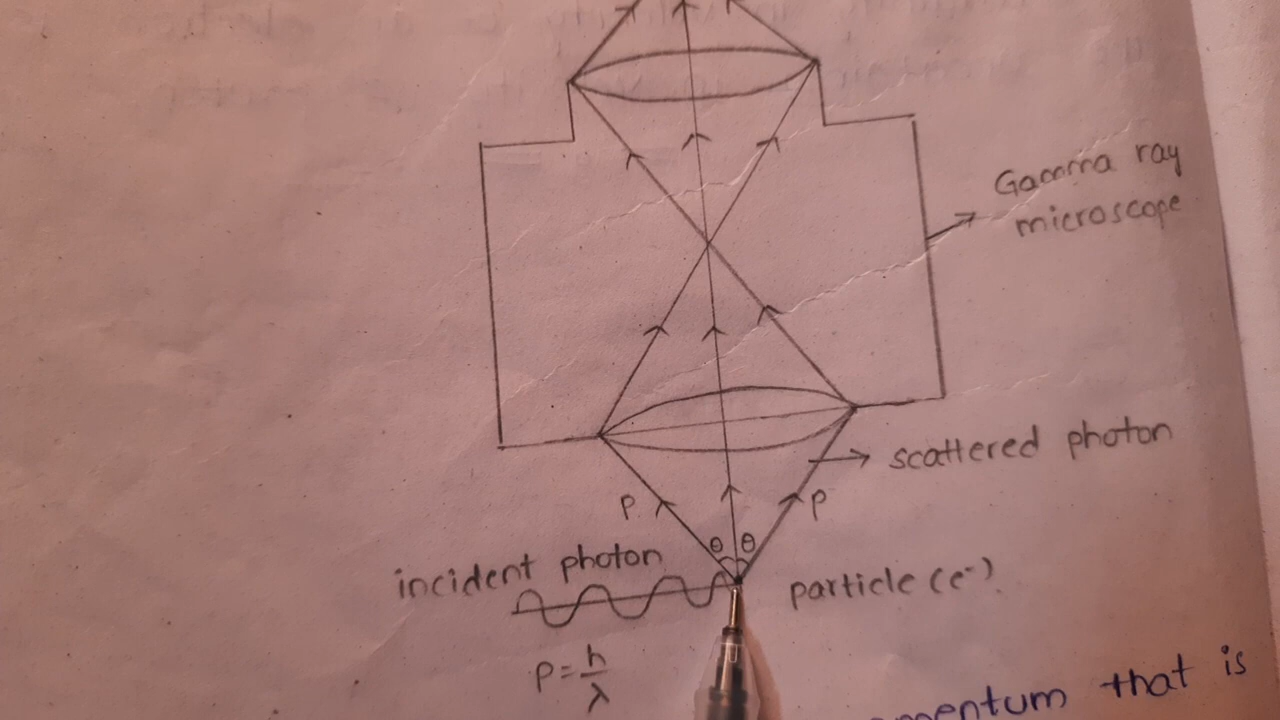 Gamma ray
microscope
scattered photon
P
P
θ
θ
incident photon
particle (e⁻).
P = h/λ
mentum that is